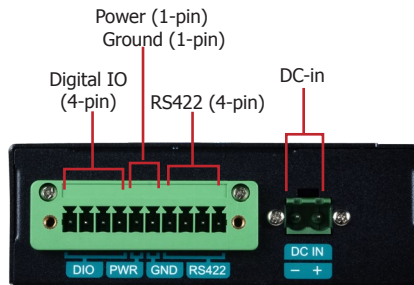 Power (1-pin)
Ground (1-pin)
Digital IO
(4-pin)
RS422 (4-pin)
DC-in
DIO PWR GND RS422
DC IN
− +